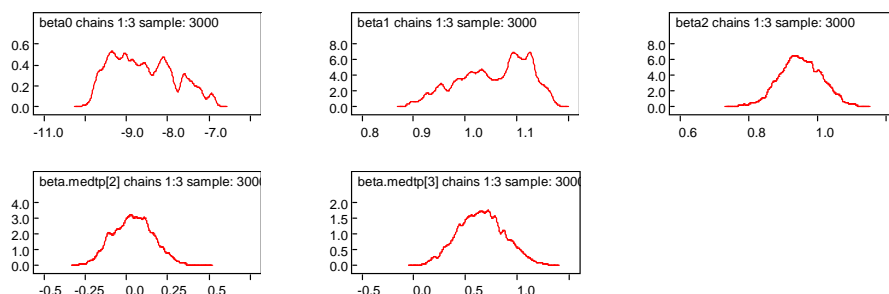 beta0 chains 1:3 sample: 3000
0.6
0.4
0.2
0.0
-11.0 -9.0 -8.0 -7.0
beta1 chains 1:3 sample: 3000
8.0
6.0
4.0
2.0
0.0
0.8 0.9 1.0 1.1
beta2 chains 1:3 sample: 3000
8.0
6.0
4.0
2.0
0.0
0.6 0.8 1.0
beta.medtp[2] chains 1:3 sample: 3000
4.0
3.0
2.0
1.0
0.0
-0.5 -0.25 0.0 0.25 0.5
beta.medtp[3] chains 1:3 sample: 3000
2.0
1.5
1.0
0.5
0.0
-0.5 0.0 0.5 1.0